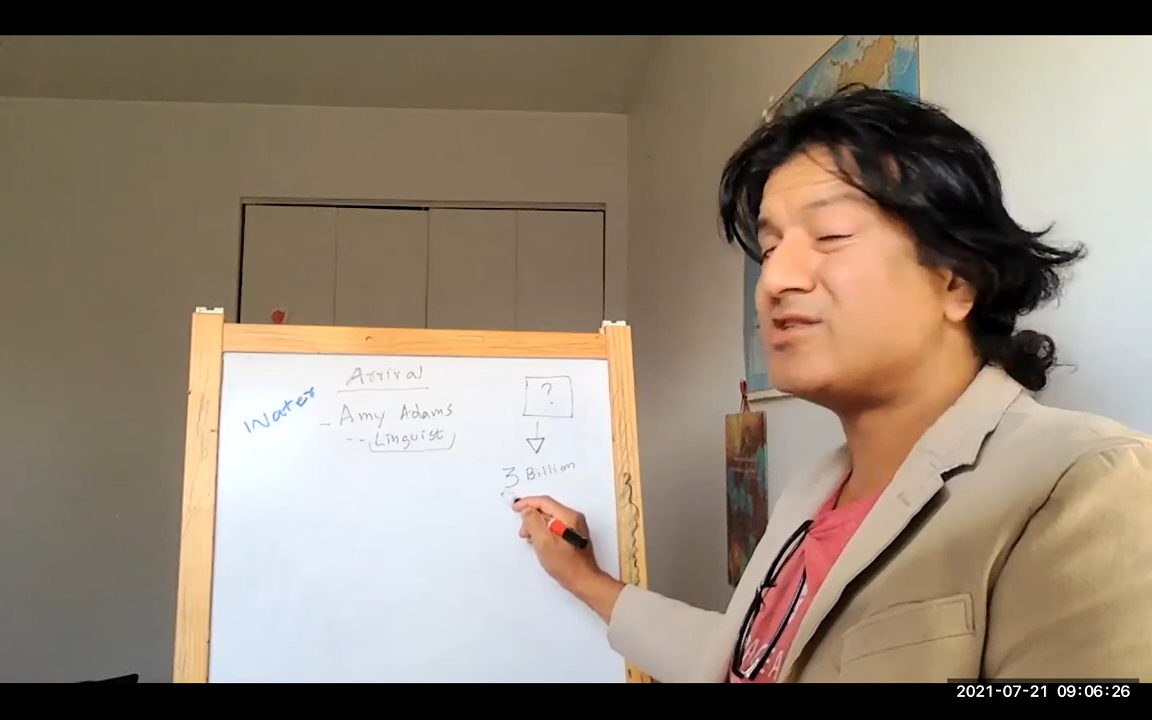 Arrival
Water
- Amy Adams
-- Linguist
?
3 Billion
2021-07-21 09:06:26